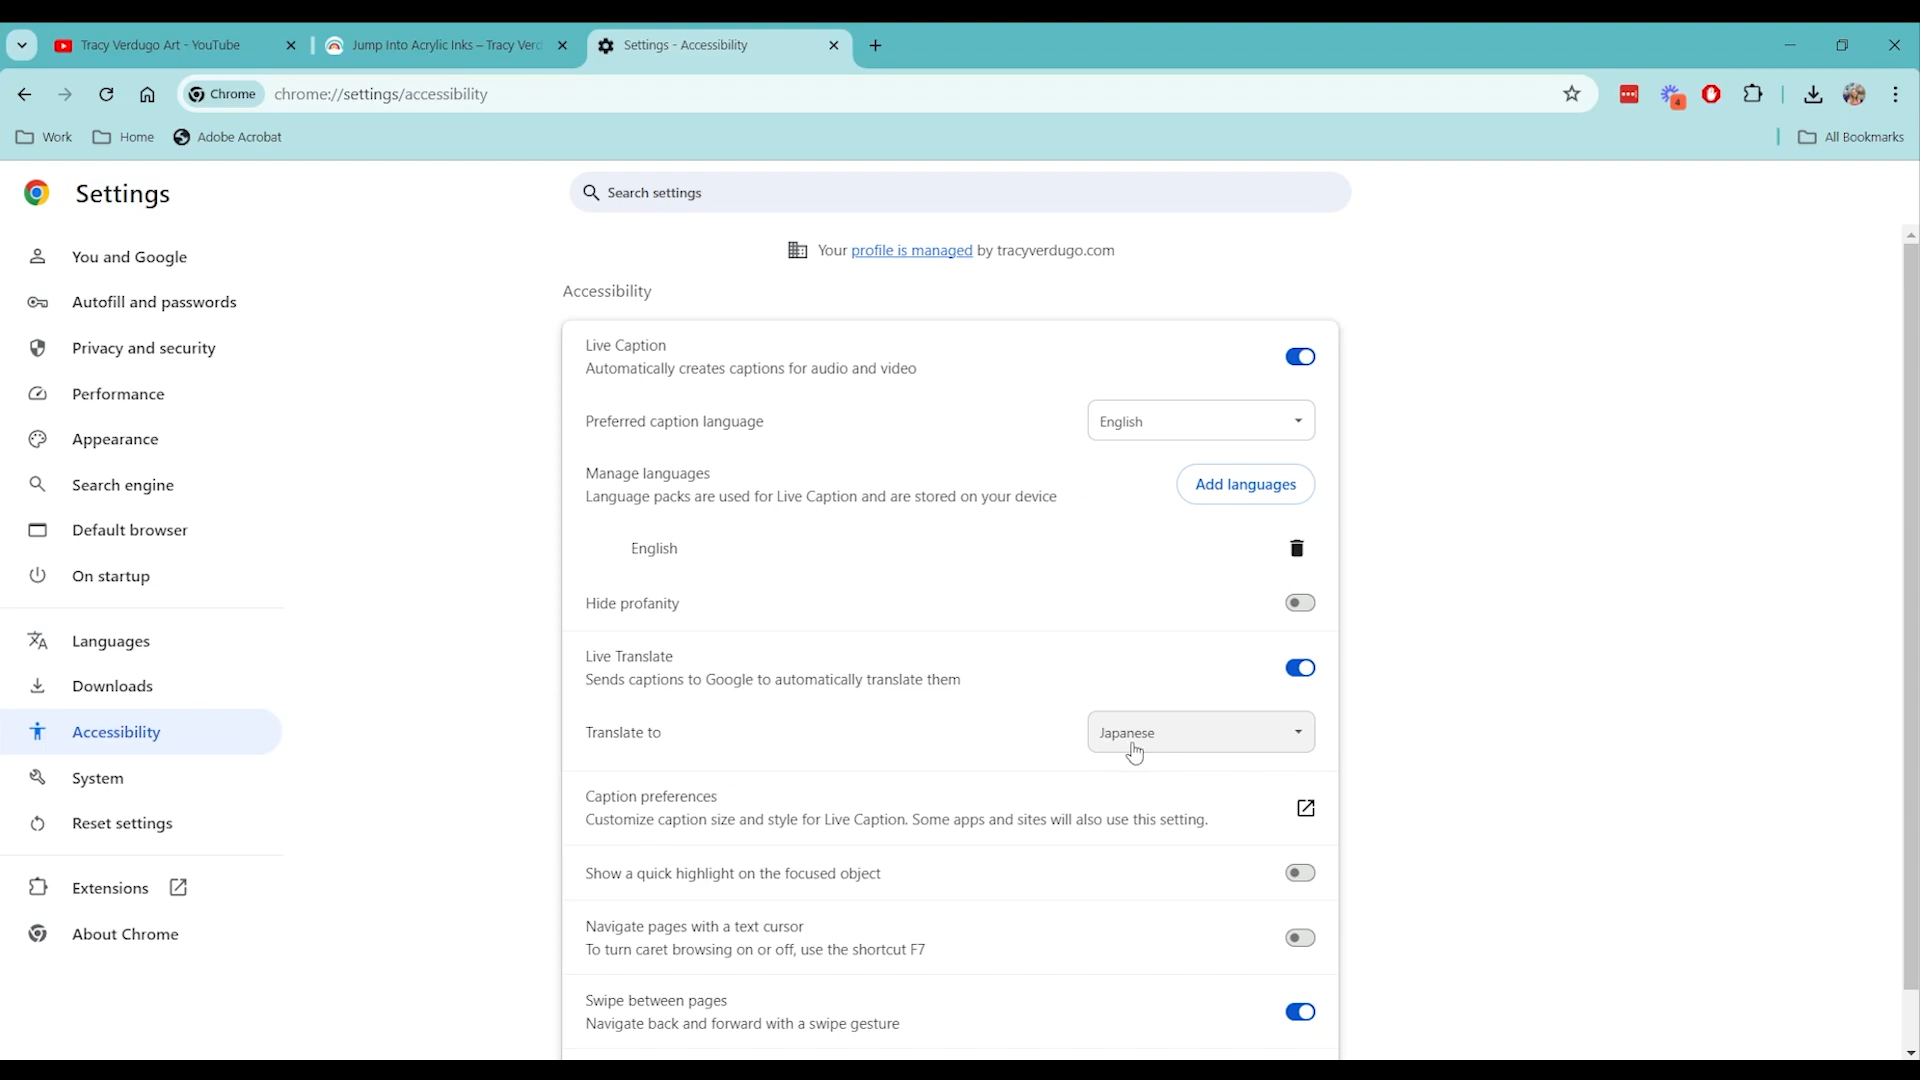 Tracy Verdugo Art - YouTube
Jump Into Acrylic Inks – Tracy Verd
Settings - Accessibility
Chrome
chrome://settings/accessibility
4
Work
Home
Adobe Acrobat
All Bookmarks
Settings
Search settings
Your profile is managed by tracyverdugo.com
You and Google
Autofill and passwords
Privacy and security
Performance
Appearance
Search engine
Default browser
On startup
Languages
Downloads
Accessibility
System
Reset settings
Extensions
About Chrome
Accessibility
Live Caption
Automatically creates captions for audio and video
Preferred caption language
English
Manage languages
Language packs are used for Live Caption and are stored on your device
Add languages
English
Hide profanity
Live Translate
Sends captions to Google to automatically translate them
Translate to
Japanese
Caption preferences
Customize caption size and style for Live Caption. Some apps and sites will also use this setting.
Show a quick highlight on the focused object
Navigate pages with a text cursor
To turn caret browsing on or off, use the shortcut F7
Swipe between pages
Navigate back and forward with a swipe gesture